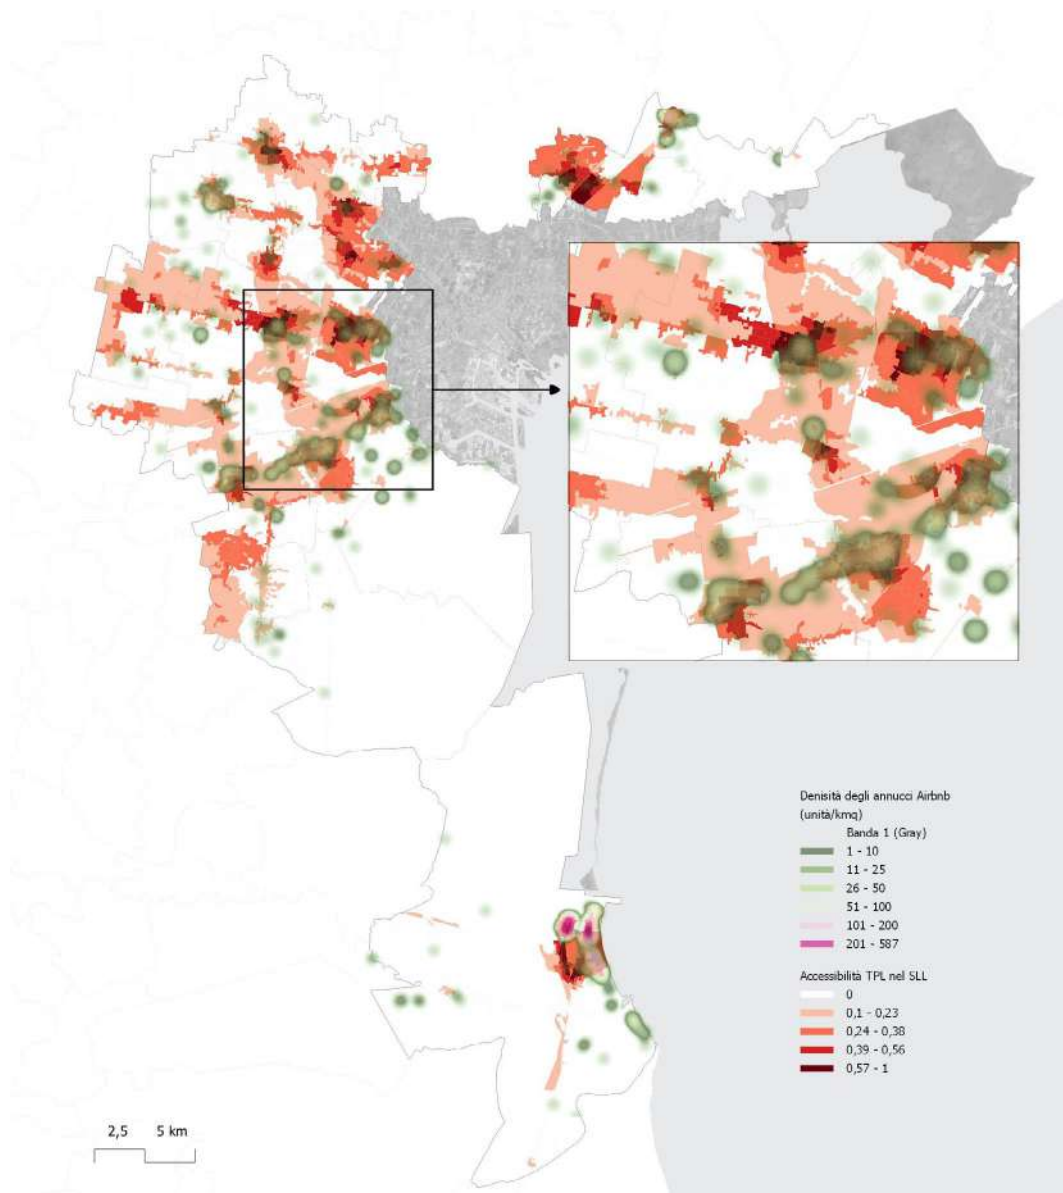 Denisità degli annucci Airbnb
(unità/kmq)
Banda 1 (Gray)
1 - 10
11 - 25
26 - 50
51 - 100
101 - 200
201 - 587
Accessibilità TPL nel SLL
0
0,1 - 0,23
0,24 - 0,38
0,39 - 0,56
0,57 - 1
2,5 5 km